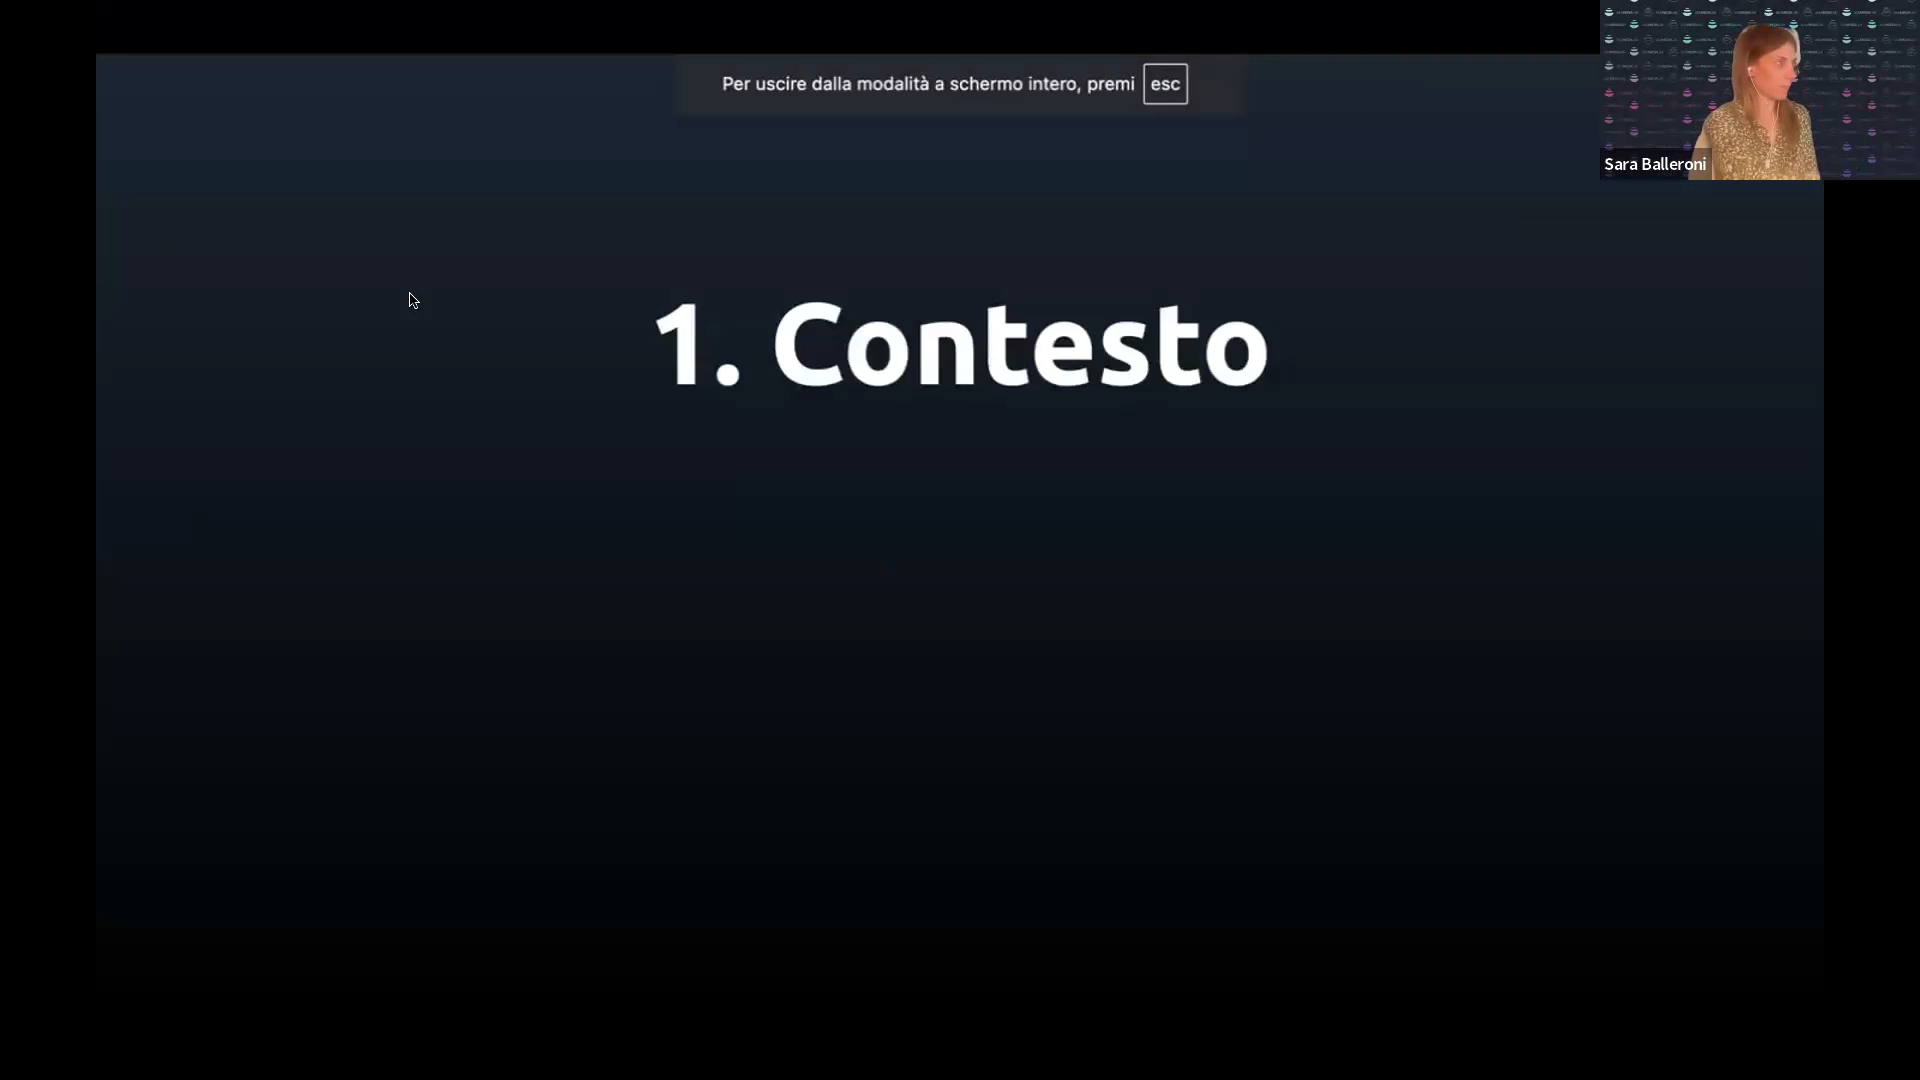 Per uscire dalla modalità a schermo intero, premi esc
Sara Balleroni
1. Contesto